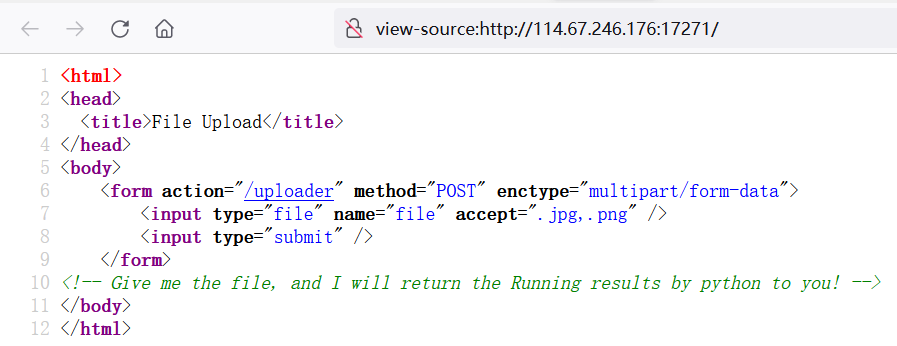 view-source:http://114.67.246.176:17271/
1 <html>
2 <head>
3 <title>File Upload</title>
4 </head>
5 <body>
6 <form action="/uploader" method="POST" enctype="multipart/form-data">
7 <input type="file" name="file" accept=".jpg,.png" />
8 <input type="submit" />
9 </form>
10 <!-- Give me the file, and I will return the Running results by python to you! -->
11 </body>
12 </html>